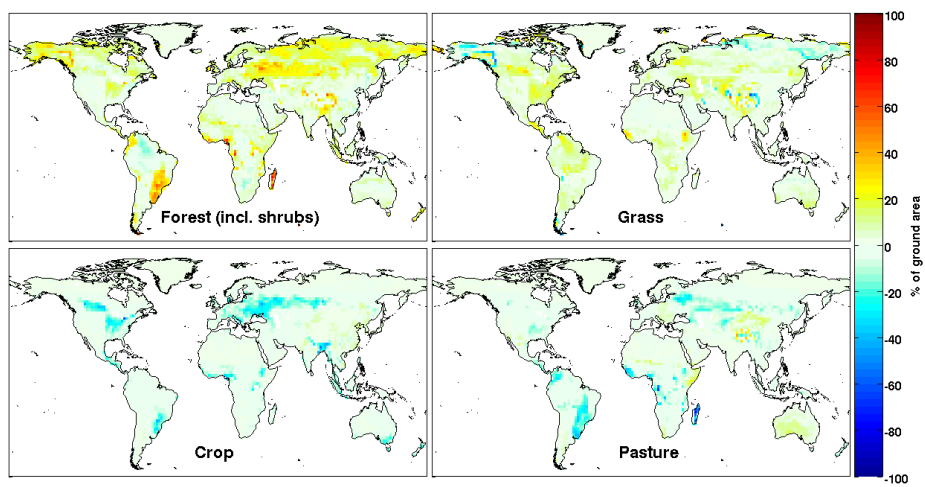 Forest (incl. shrubs)
Grass
Crop
Pasture
100
80
60
40
20
0
-20
-40
-60
-80
-100
% of ground area